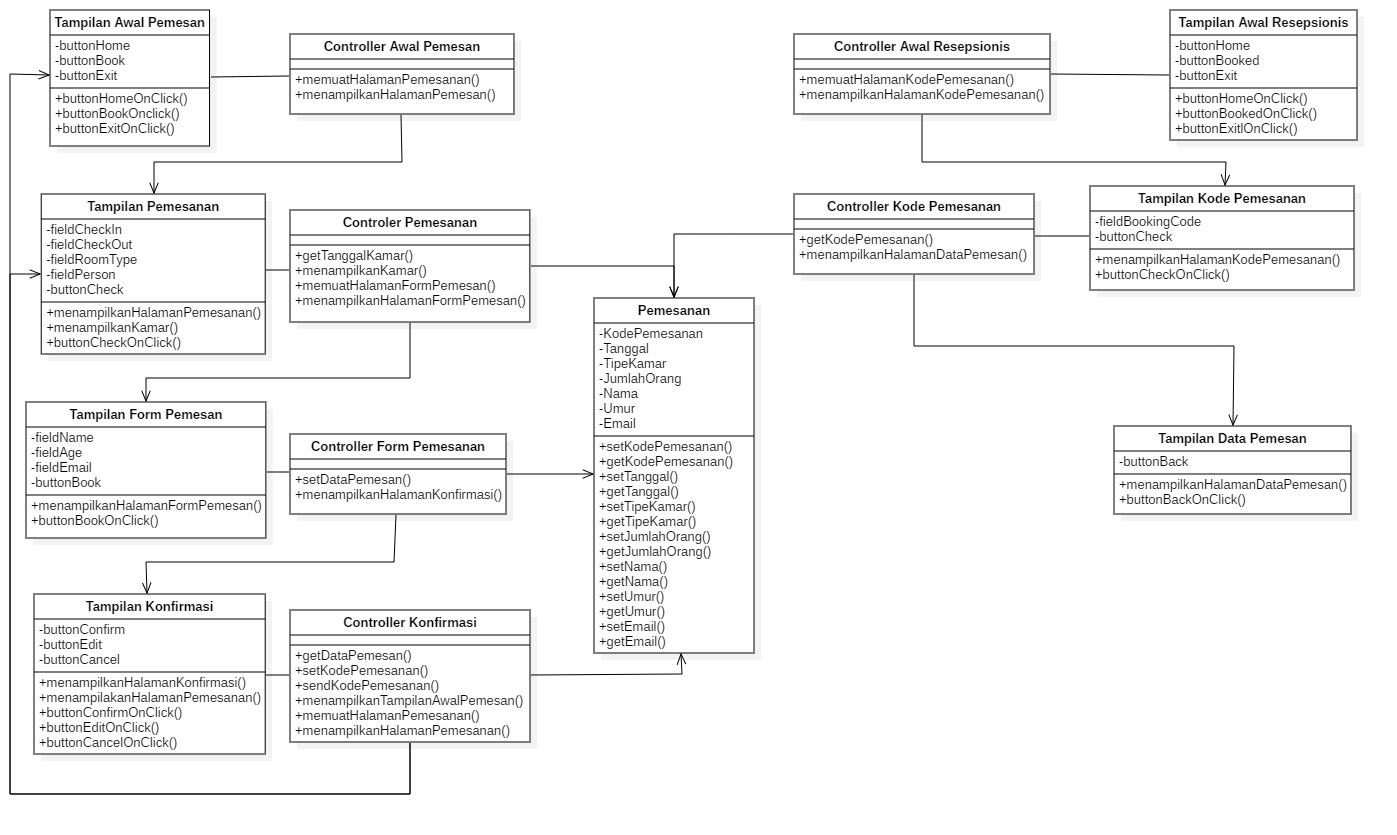 Tampilan Awal Pemesan
-buttonHome
-buttonBook
-buttonExit
+buttonHomeOnClick()
+buttonBookOnclick()
+buttonExitOnClick()
Controller Awal Pemesan
+memuatHalamanPemesanan()
+menampilkanHalamanPemesan()
Controller Awal Resepsionis
+memuatHalamanKodePemesanan()
+menampilkanHalamanKodePemesanan()
Tampilan Awal Resepsionis
-buttonHome
-buttonBooked
-buttonExit
+buttonHomeOnClick()
+buttonBookedOnClick()
+buttonExitlOnClick()
Tampilan Pemesanan
-fieldCheckIn
-fieldCheckOut
-fieldRoomType
-fieldPerson
-buttonCheck
+menampilkanHalamanPemesanan()
+menampilkanKamar()
+buttonCheckOnClick()
Controler Pemesanan
+getTanggalKamar()
+menampilkanKamar()
+memuatHalamanFormPemesan()
+menampilkanHalamanFormPemesan()
Controller Kode Pemesanan
+getKodePemesanan()
+menampilkanHalamanDataPemesan()
Tampilan Kode Pemesanan
-fieldBookingCode
-buttonCheck
+menampilkanHalamanKodePemesanan()
+buttonCheckOnClick()
Pemesanan
-KodePemesanan
-Tanggal
-TipeKamar
-JumlahOrang
-Nama
-Umur
-Email
+setKodePemesanan()
+getKodePemesanan()
+setTanggal()
+getTanggal()
+setTipeKamar()
+getTipeKamar()
+setJumlahOrang()
+getJumlahOrang()
+setNama()
+getNama()
+setUmur()
+getUmur()
+setEmail()
+getEmail()
Tampilan Form Pemesan
-fieldName
-fieldAge
-fieldEmail
-buttonBook
+menampilkanHalamanFormPemesan()
+buttonBookOnClick()
Controller Form Pemesanan
+setDataPemesan()
+menampilkanHalamanKonfirmasi()
Tampilan Data Pemesan
-buttonBack
+menampilkanHalamanDataPemesan()
+buttonBackOnClick()
Tampilan Konfirmasi
-buttonConfirm
-buttonEdit
-buttonCancel
+menampilkanHalamanKonfirmasi()
+menampilakanHalamanPemesanan()
+buttonConfirmOnClick()
+buttonEditOnClick()
+buttonCancelOnClick()
Controller Konfirmasi
+getDataPemesan()
+setKodePemesanan()
+sendKodePemesanan()
+menampilkanTampilanAwalPemesan()
+memuatHalamanPemesanan()
+menampilkanHalamanPemesanan()